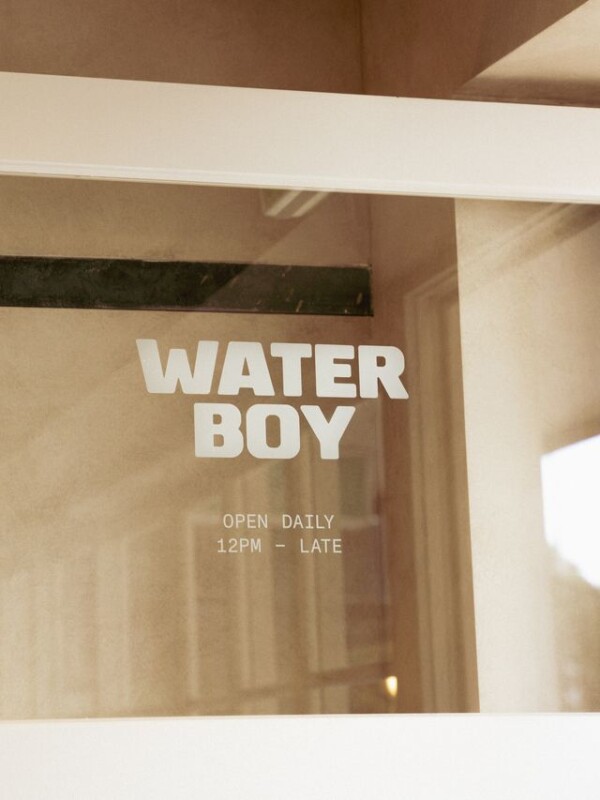 WATER
BOY
OPEN DAILY
12PM – LATE